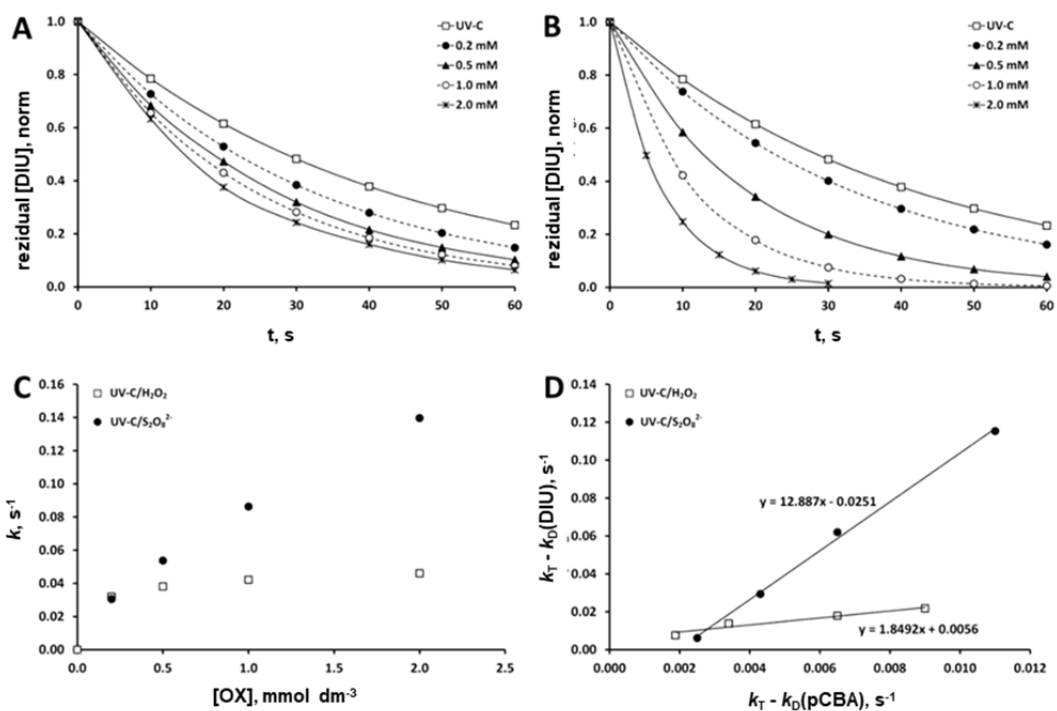 A
1.0
0.8
0.6
0.4
0.2
0.0
rezidual [DIU], norm
0 10 20 30 40 50 60
t, s
UV-C
0.2 mM
0.5 mM
1.0 mM
2.0 mM
B
1.0
0.8
0.6
0.4
0.2
0.0
rezidual [DIU], norm
0 10 20 30 40 50 60
t, s
UV-C
0.2 mM
0.5 mM
1.0 mM
2.0 mM
C
0.16
0.14
0.12
0.10
0.08
0.06
0.04
0.02
0.00
k, s⁻¹
0.0 0.5 1.0 1.5 2.0 2.5
[OX], mmol dm⁻³
UV-C/H₂O₂
UV-C/S₂O₈²⁻
D
0.14
0.12
0.10
0.08
0.06
0.04
0.02
0.00
kT - kD(DIU), s⁻¹
0.000 0.002 0.004 0.006 0.008 0.010 0.012
kT - kD(pCBA), s⁻¹
UV-C/H₂O₂
UV-C/S₂O₈²⁻
y = 12.887x - 0.0251
y = 1.8492x + 0.0056